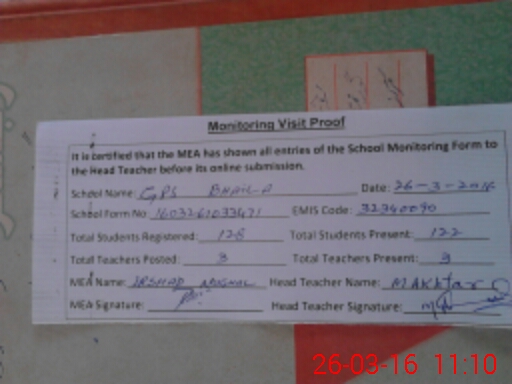 Monitoring Visit Proof
It is certified that the MEA has shown all entries of the School Monitoring Form to
the Head Teacher before its online submission.
School Name: GPS BHAILA Date: 26-3-2016
School Form No 1603261033471 EMIS Code: 32340090
Total Students Registered: 128 Total Students Present: 122
Total Teachers Posted: 3 Total Teachers Present: 3
MEA Name: IRSHAD Head Teacher Name: MAKHtar
MEA Signature: Head Teacher Signature:
26-03-16 11:10